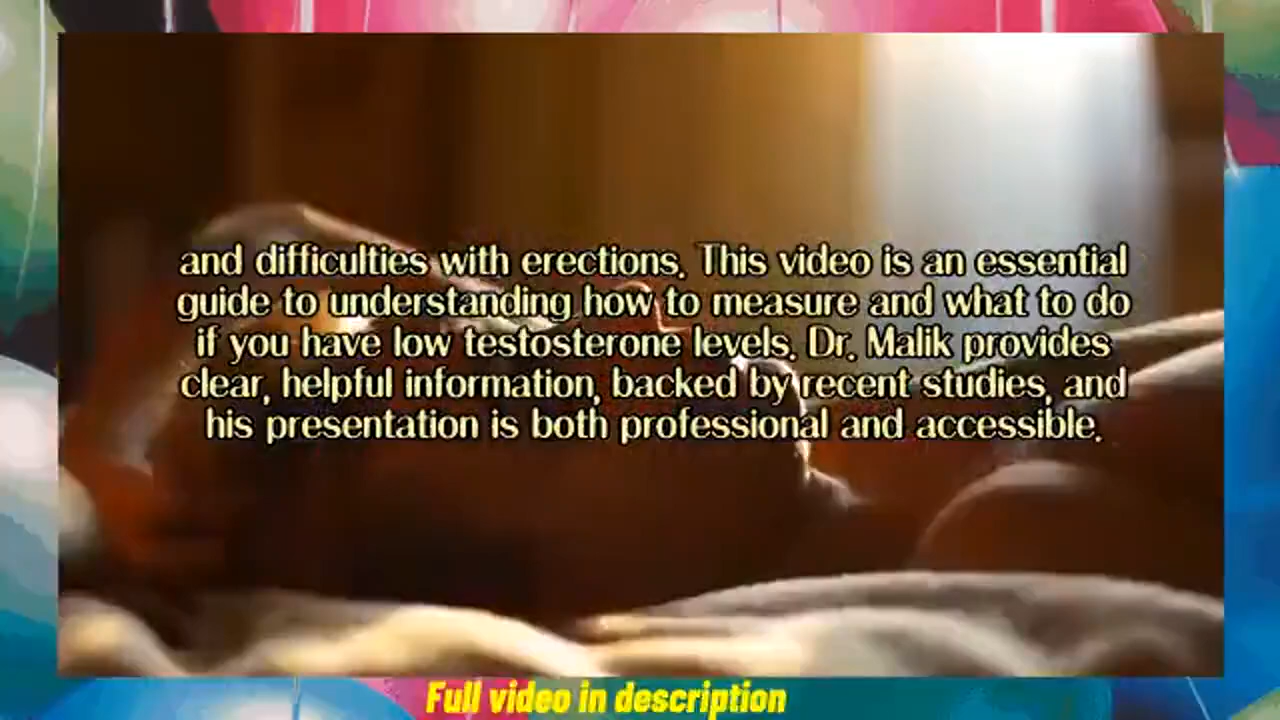 and difficulties with erections. This video is an essential
guide to understanding how to measure and what to do
if you have low testosterone levels. Dr. Malik provides
clear, helpful information, backed by recent studies, and
his presentation is both professional and accessible.
Full video in description